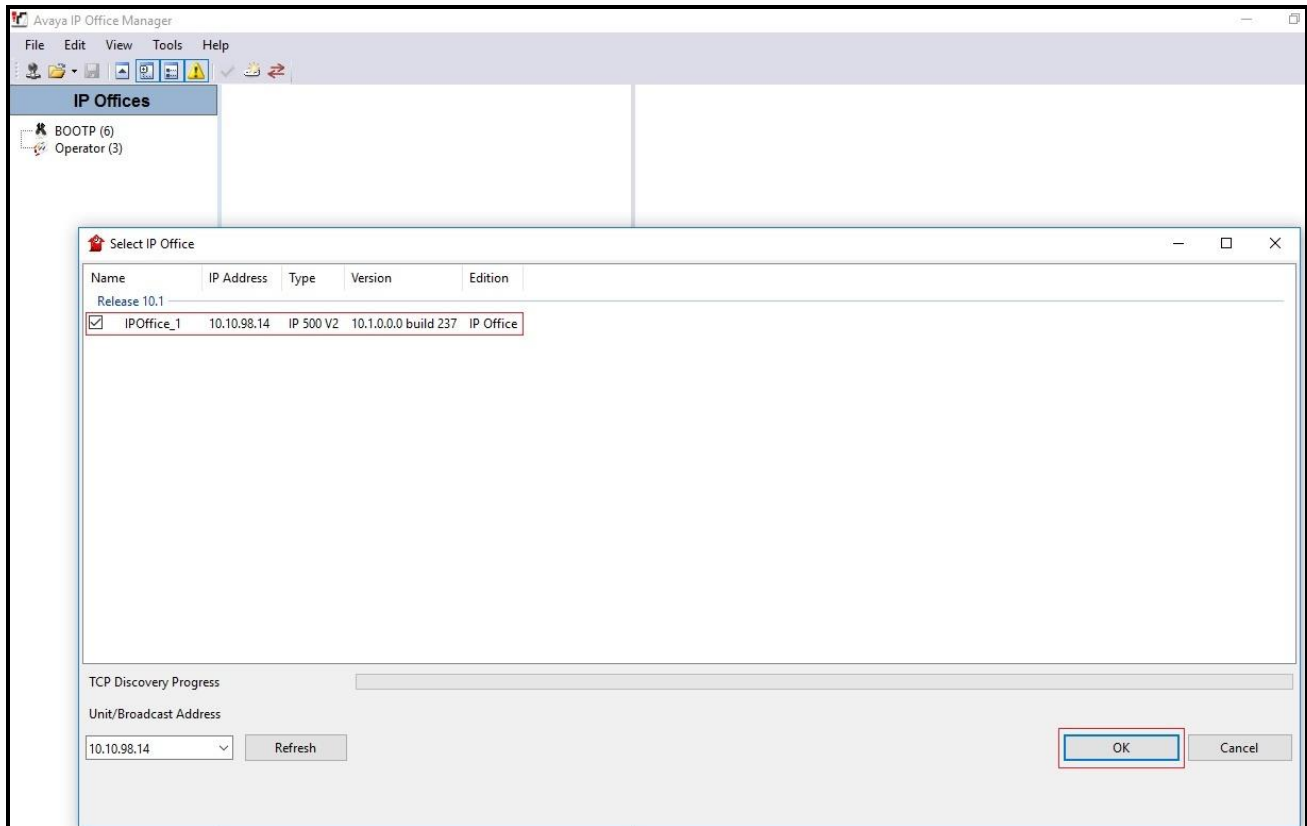 Avaya IP Office Manager
File Edit View Tools Help
IP Offices
BOOTP (6)
Operator (3)
Select IP Office
Name IP Address Type Version Edition
Release 10.1
IPOffice_1 10.10.98.14 IP 500 V2 10.1.0.0.0 build 237 IP Office
TCP Discovery Progress
Unit/Broadcast Address
10.10.98.14 Refresh OK Cancel